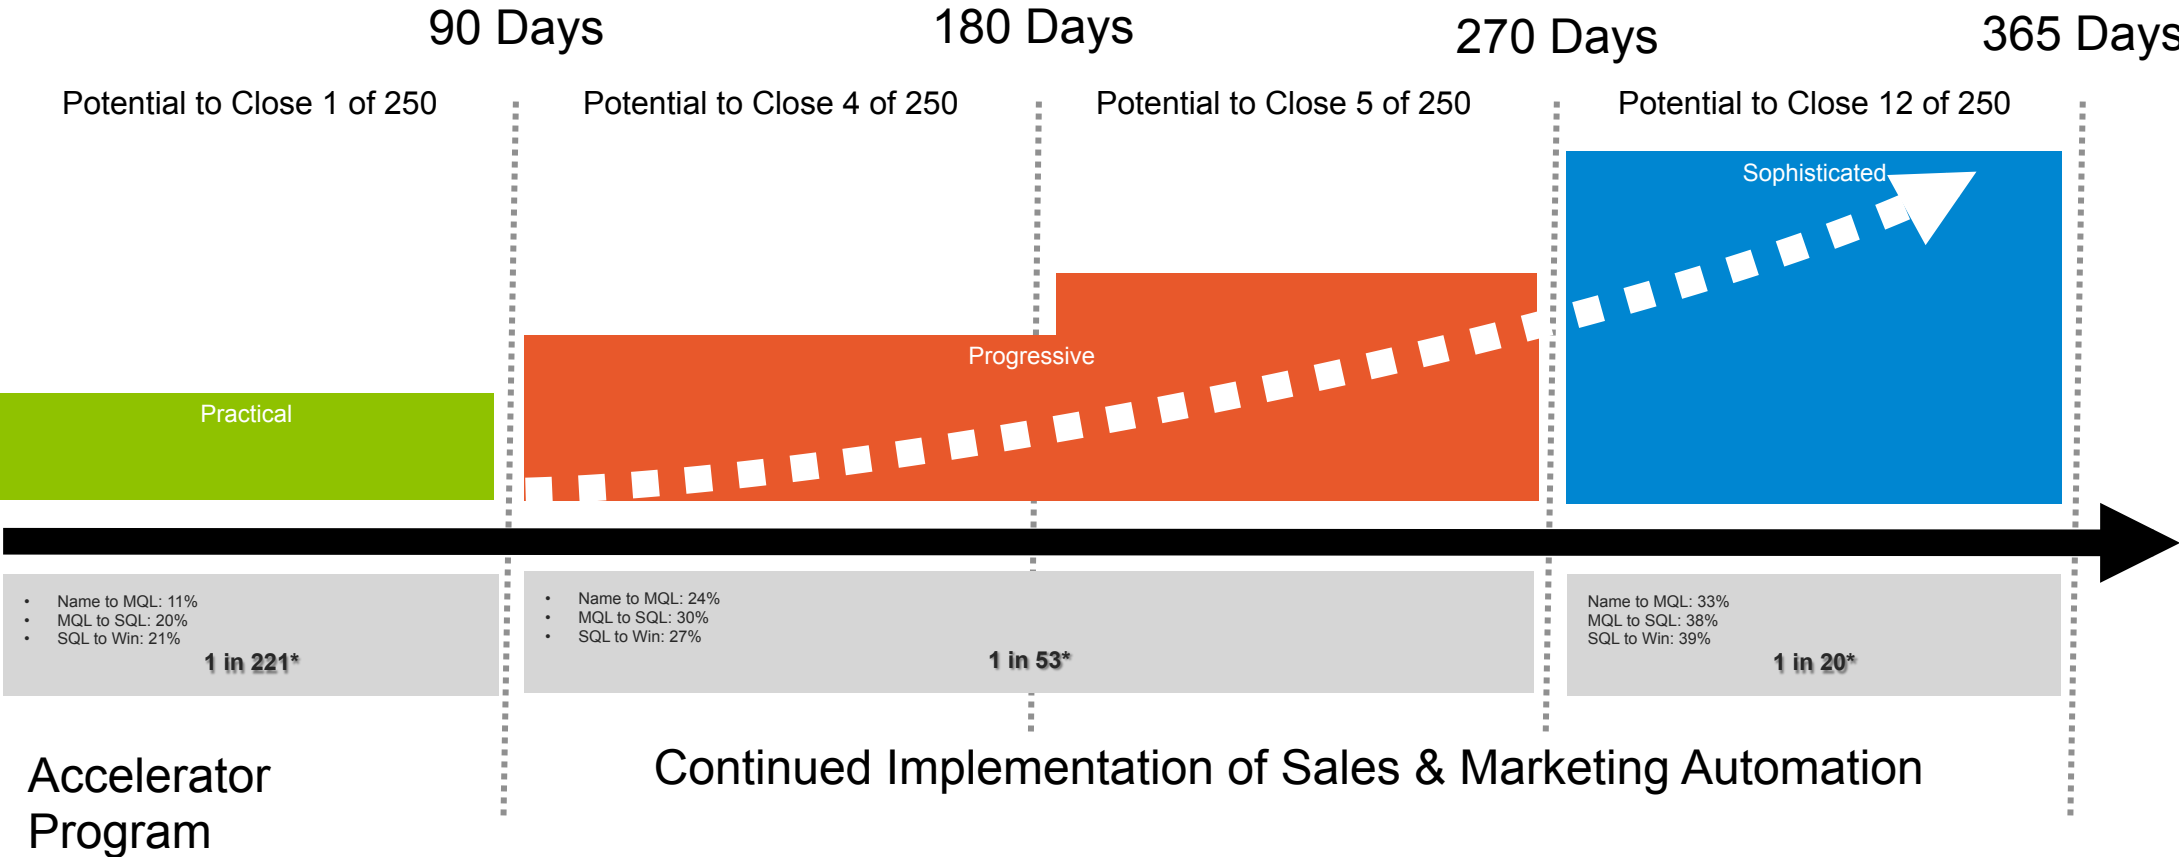 90 Days
180 Days
270 Days
365 Days
Potential to Close 1 of 250
Potential to Close 4 of 250
Potential to Close 5 of 250
Potential to Close 12 of 250
Sophisticated
Progressive
Practical
• Name to MQL: 11%
• MQL to SQL: 20%
• SQL to Win: 21%
1 in 221*
• Name to MQL: 24%
• MQL to SQL: 30%
• SQL to Win: 27%
1 in 53*
Name to MQL: 33%
MQL to SQL: 38%
SQL to Win: 39%
1 in 20*
Accelerator
Program
Continued Implementation of Sales & Marketing Automation